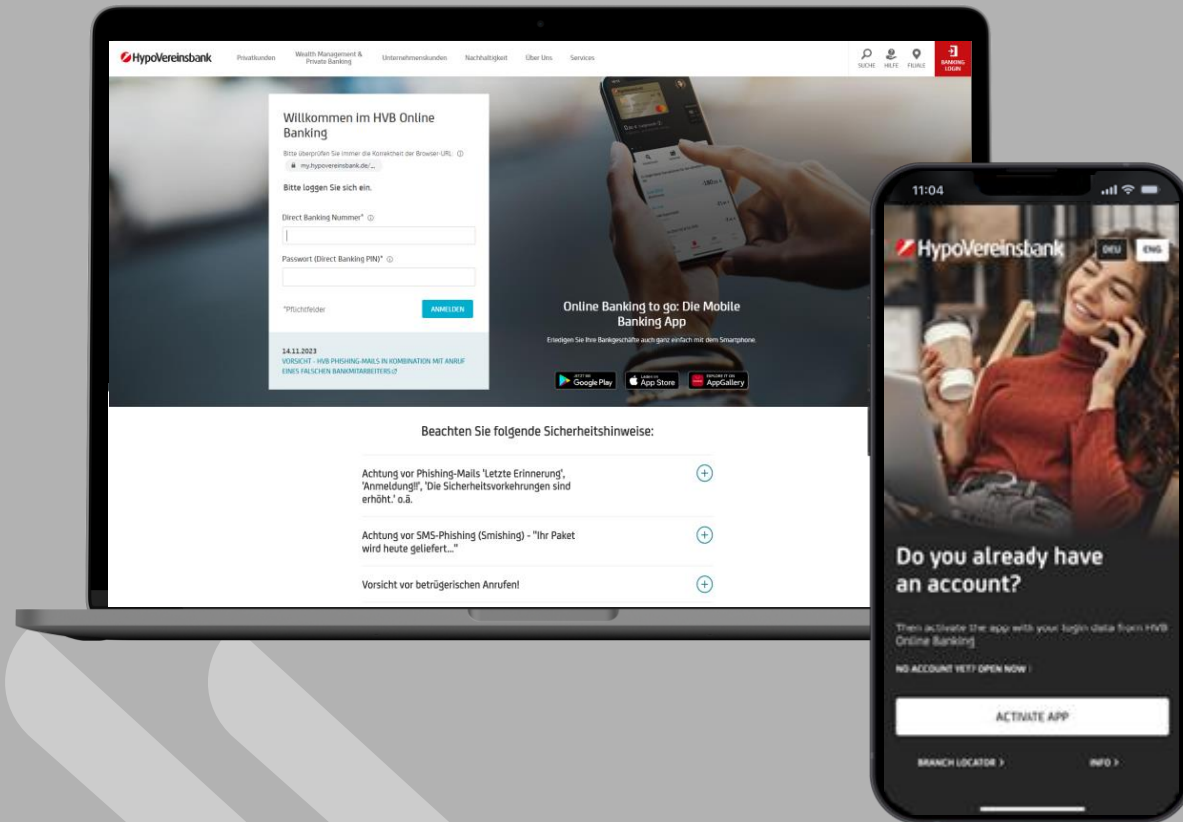 HypoVereinsbank
Privatkunden
Wealth Management &
Private Banking
Unternehmenskunden
Nachhaltigkeit
Über Uns
Services
SUCHE
HILFE
FILIALE
BANKING
LOGIN
Willkommen im HVB Online
Banking
Bitte überprüfen Sie immer die Korrektheit der Browser-URL.
my.hypovereinsbank.de/...
Bitte loggen Sie sich ein.
Direct Banking Nummer*
Passwort (Direct Banking PIN)*
*Pflichtfelder
ANMELDEN
14.11.2023
VORSICHT - HVB PHISHING-MAILS IN KOMBINATION MIT ANRUF
EINES FALSCHEN BANKMITARBEITERS
Online Banking to go: Die Mobile
Banking App
Erledigen Sie Ihre Bankgeschäfte auch ganz einfach mit dem Smartphone.
JETZT BEI
Google Play
Laden im
App Store
EXPLORE IT ON
AppGallery
Beachten Sie folgende Sicherheitshinweise:
Achtung vor Phishing-Mails 'Letzte Erinnerung',
'Anmeldung!!', 'Die Sicherheitsvorkehrungen sind
erhöht.' o.ä.
Achtung vor SMS-Phishing (Smishing) - "Ihr Paket
wird heute geliefert..."
Vorsicht vor betrügerischen Anrufen!
11:04
HypoVereinsbank
DEU
ENG
Do you already have
an account?
Then activate the app with your login data from HVB
Online Banking
NO ACCOUNT YET? OPEN NOW
ACTIVATE APP
BRANCH LOCATOR >
INFO >